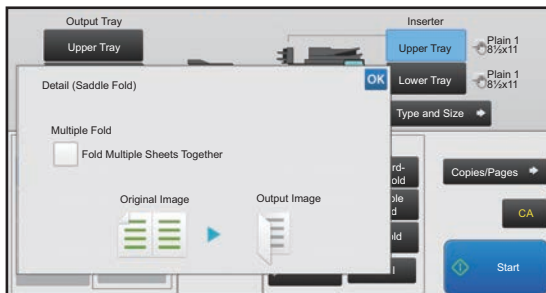 Output Tray
Inserter
Upper Tray
Upper Tray
Plain 1
8½x11
OK
Detail (Saddle Fold)
Lower Tray
Plain 1
8½x11
Type and Size
Multiple Fold
Fold Multiple Sheets Together
Copies/Pages
Original Image
Output Image
CA
Start